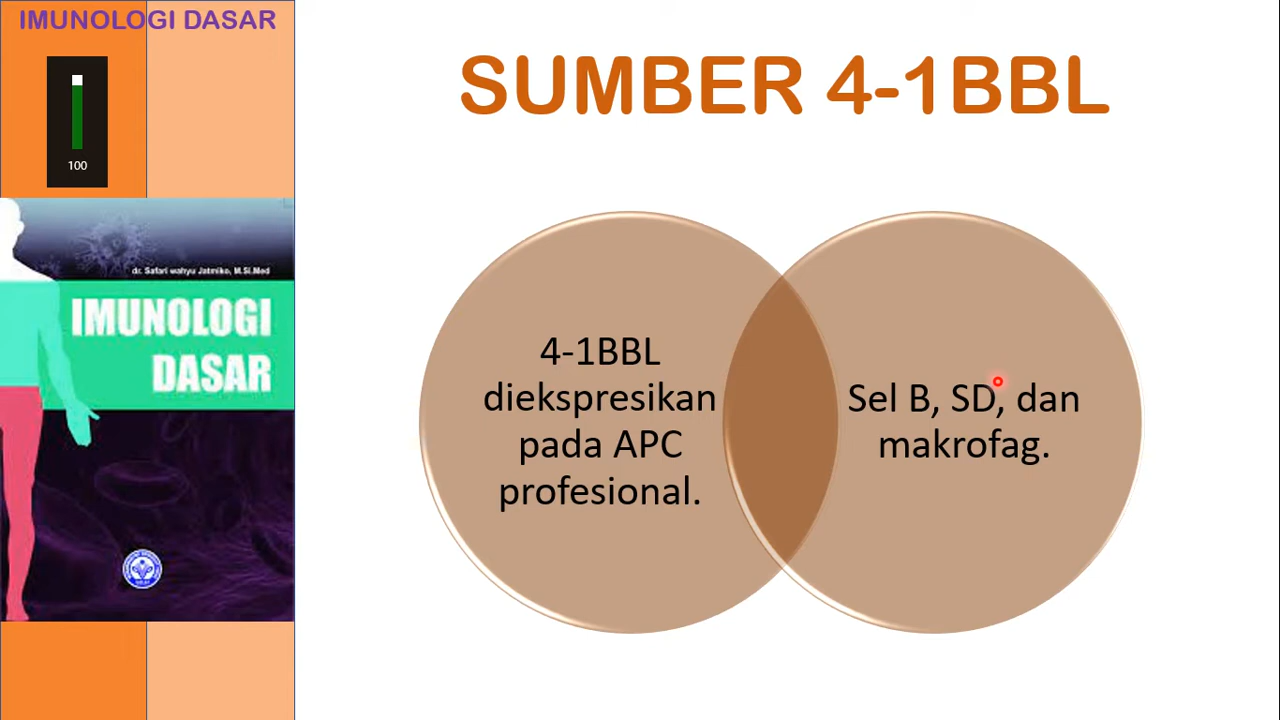 IMUNOLOGI DASAR
100
dr. Safari wahyu Jatmiko, M.Si.Med
IMUNOLOGI
DASAR
SUMBER 4-1BBL
4-1BBL
diekspresikan
pada APC
profesional.
Sel B, SD, dan
makrofag.